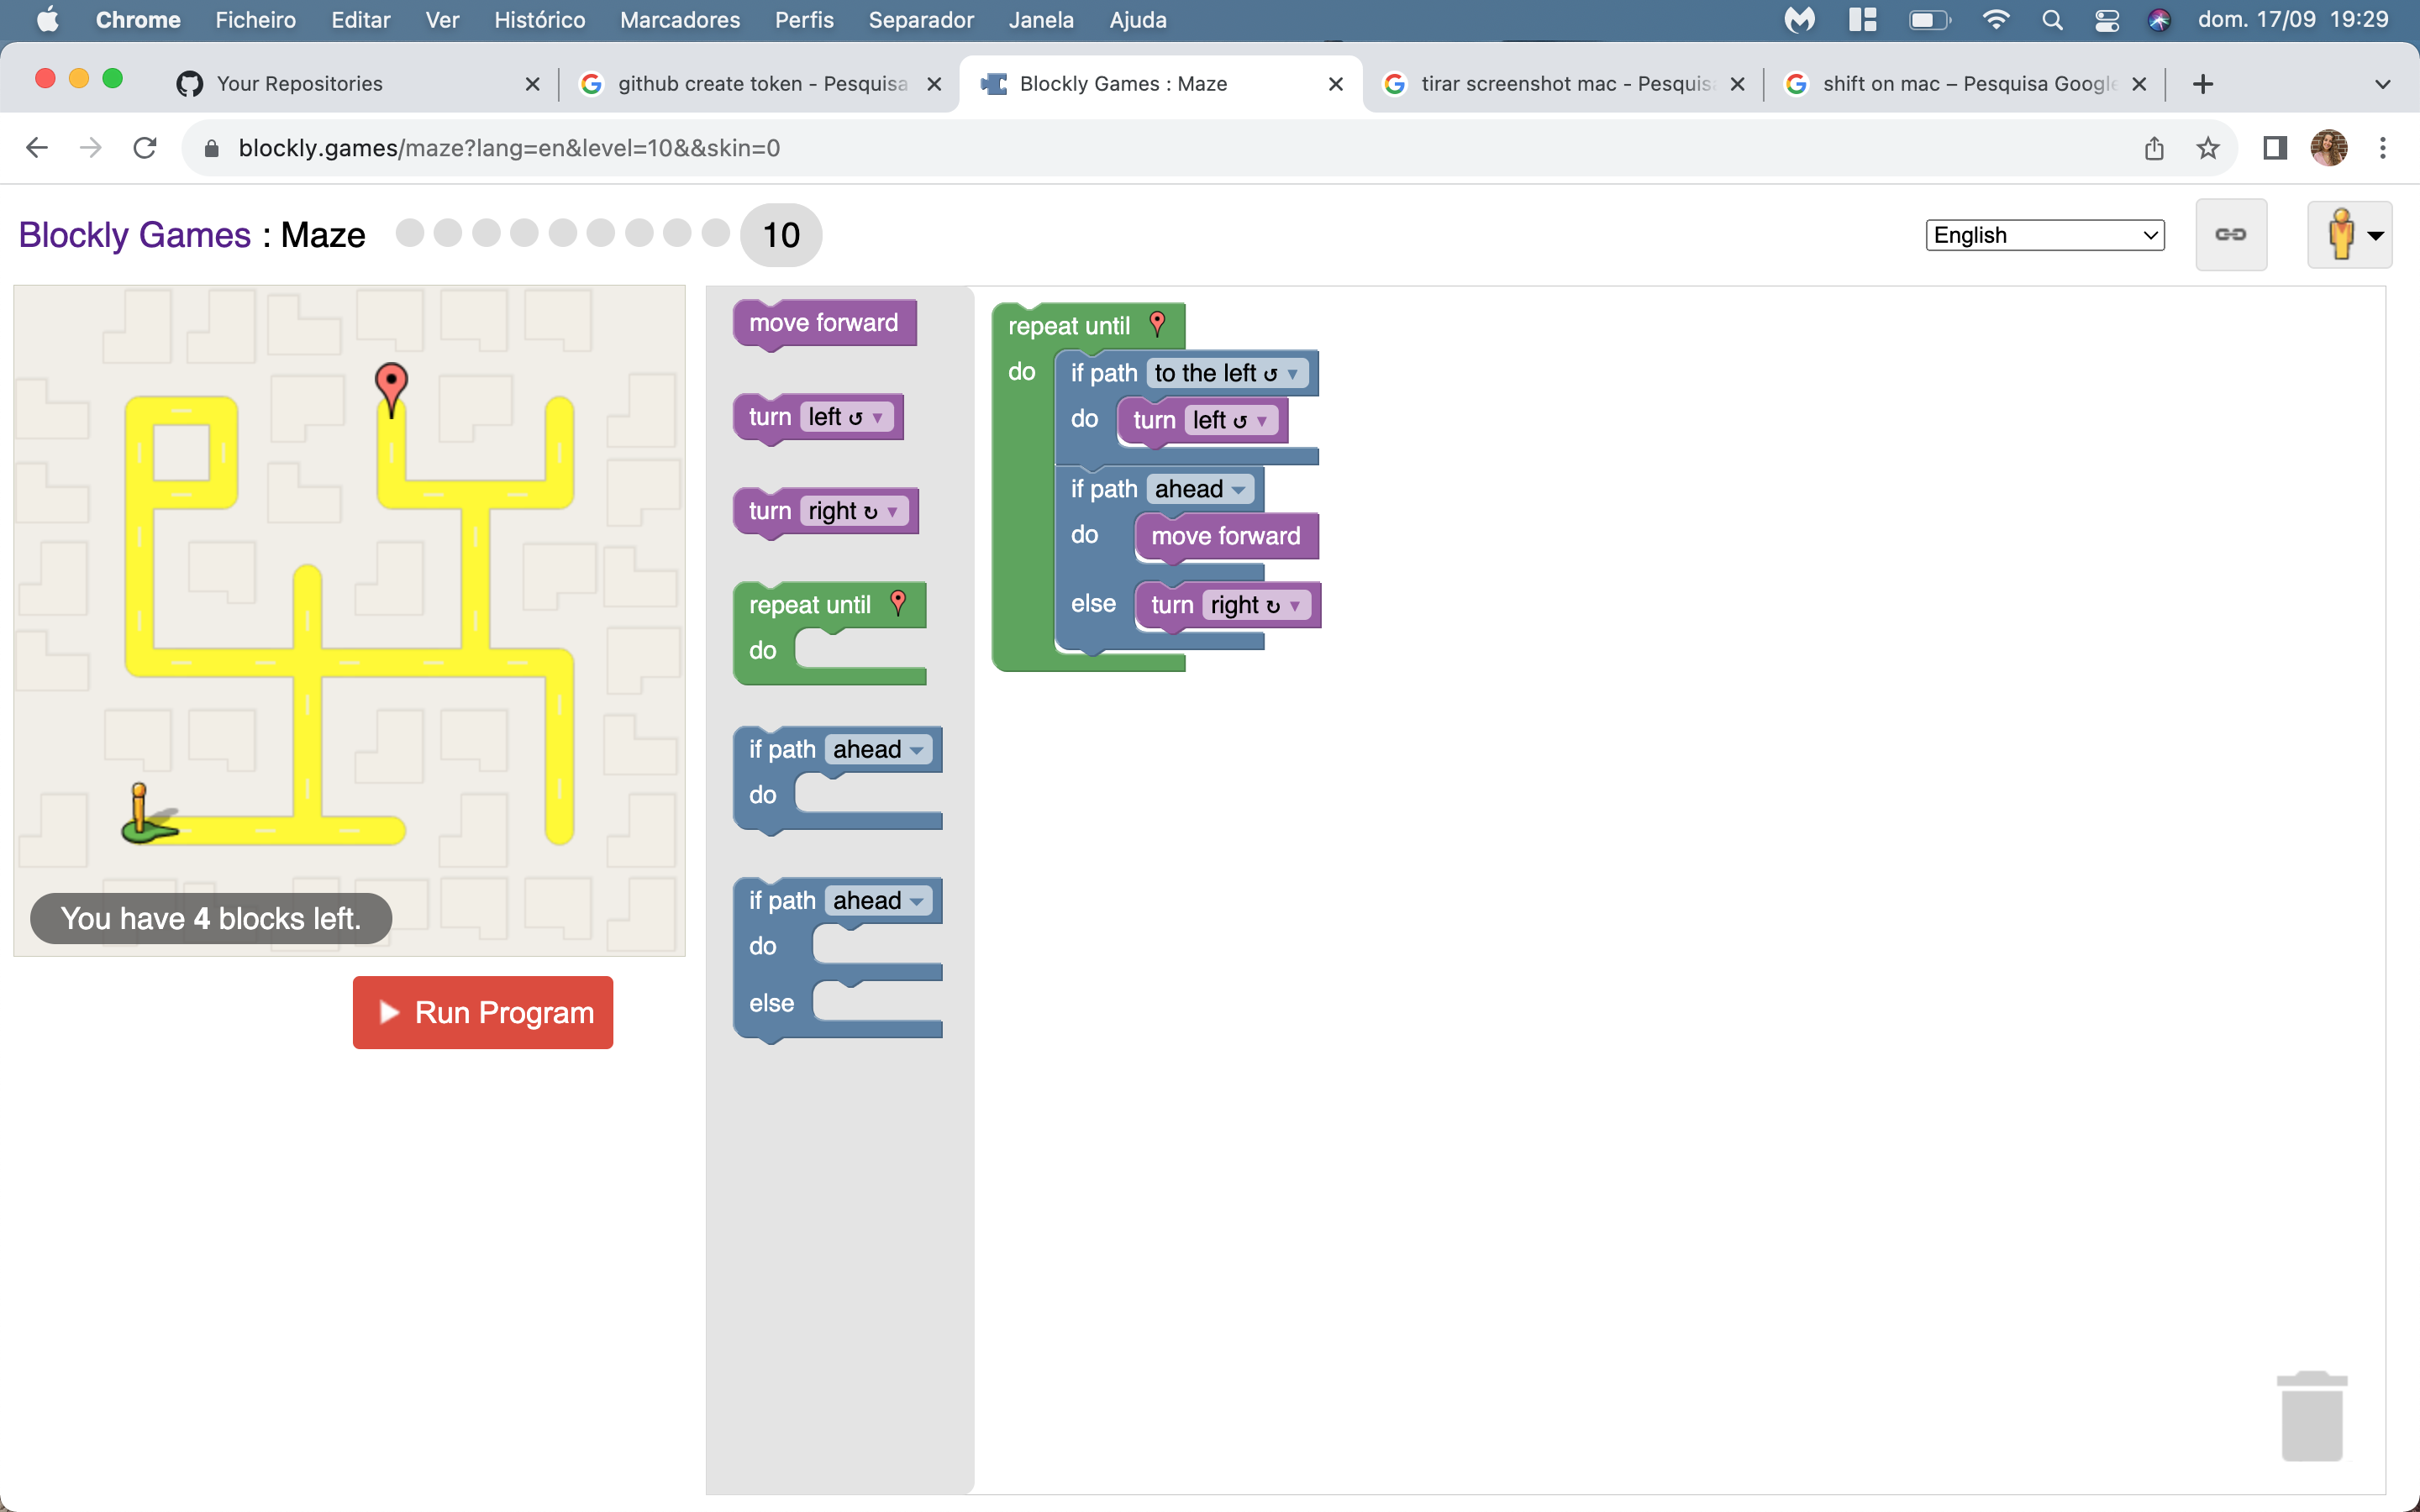 Chrome Ficheiro Editar Ver Histórico Marcadores Perfis Separador Janela Ajuda dom. 17/09 19:29
Your Repositories github create token - Pesquisa Blockly Games : Maze tirar screenshot mac - Pesquis shift on mac – Pesquisa Google
blockly.games/maze?lang=en&level=10&&skin=0
Blockly Games : Maze 10 English
You have 4 blocks left.
Run Program
move forward
turn left ↺ ▾
turn right ↻ ▾
repeat until
do
if path ahead
do
if path ahead
do
else
repeat until
do
if path to the left ↺ ▾
do turn left ↺ ▾
if path ahead
do move forward
else turn right ↻ ▾